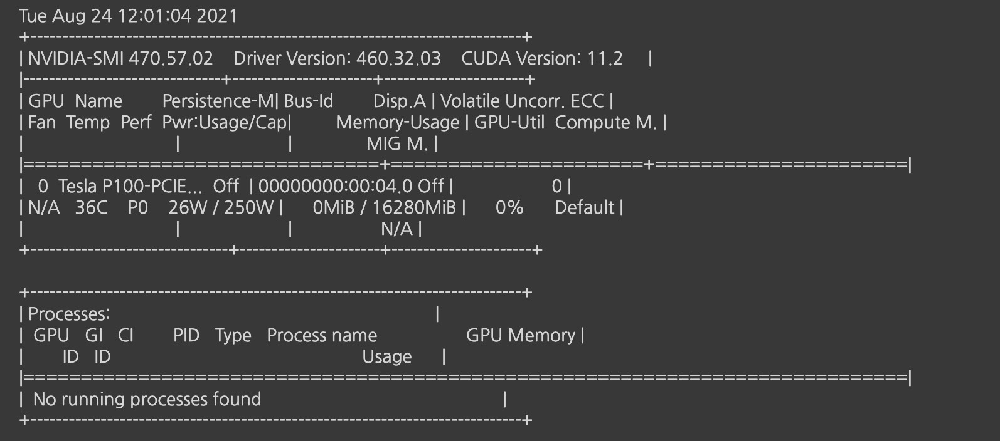 Tue Aug 24 12:01:04 2021
+-----------------------------------------------------------------------------+
| NVIDIA-SMI 470.57.02    Driver Version: 460.32.03    CUDA Version: 11.2     |
|-------------------------------+----------------------+----------------------+
| GPU  Name        Persistence-M| Bus-Id        Disp.A | Volatile Uncorr. ECC |
| Fan  Temp  Perf  Pwr:Usage/Cap|         Memory-Usage | GPU-Util  Compute M. |
|                               |                      |               MIG M. |
|===============================+======================+======================|
|   0  Tesla P100-PCIE...  Off  | 00000000:00:04.0 Off |                    0 |
| N/A   36C    P0    26W / 250W |      0MiB / 16280MiB |      0%      Default |
|                               |                      |                  N/A |
+-------------------------------+----------------------+----------------------+

+-----------------------------------------------------------------------------+
| Processes:                                                                  |
|  GPU   GI   CI        PID   Type   Process name                  GPU Memory |
|        ID   ID                                                   Usage      |
|=============================================================================|
|  No running processes found                                                 |
+-----------------------------------------------------------------------------+